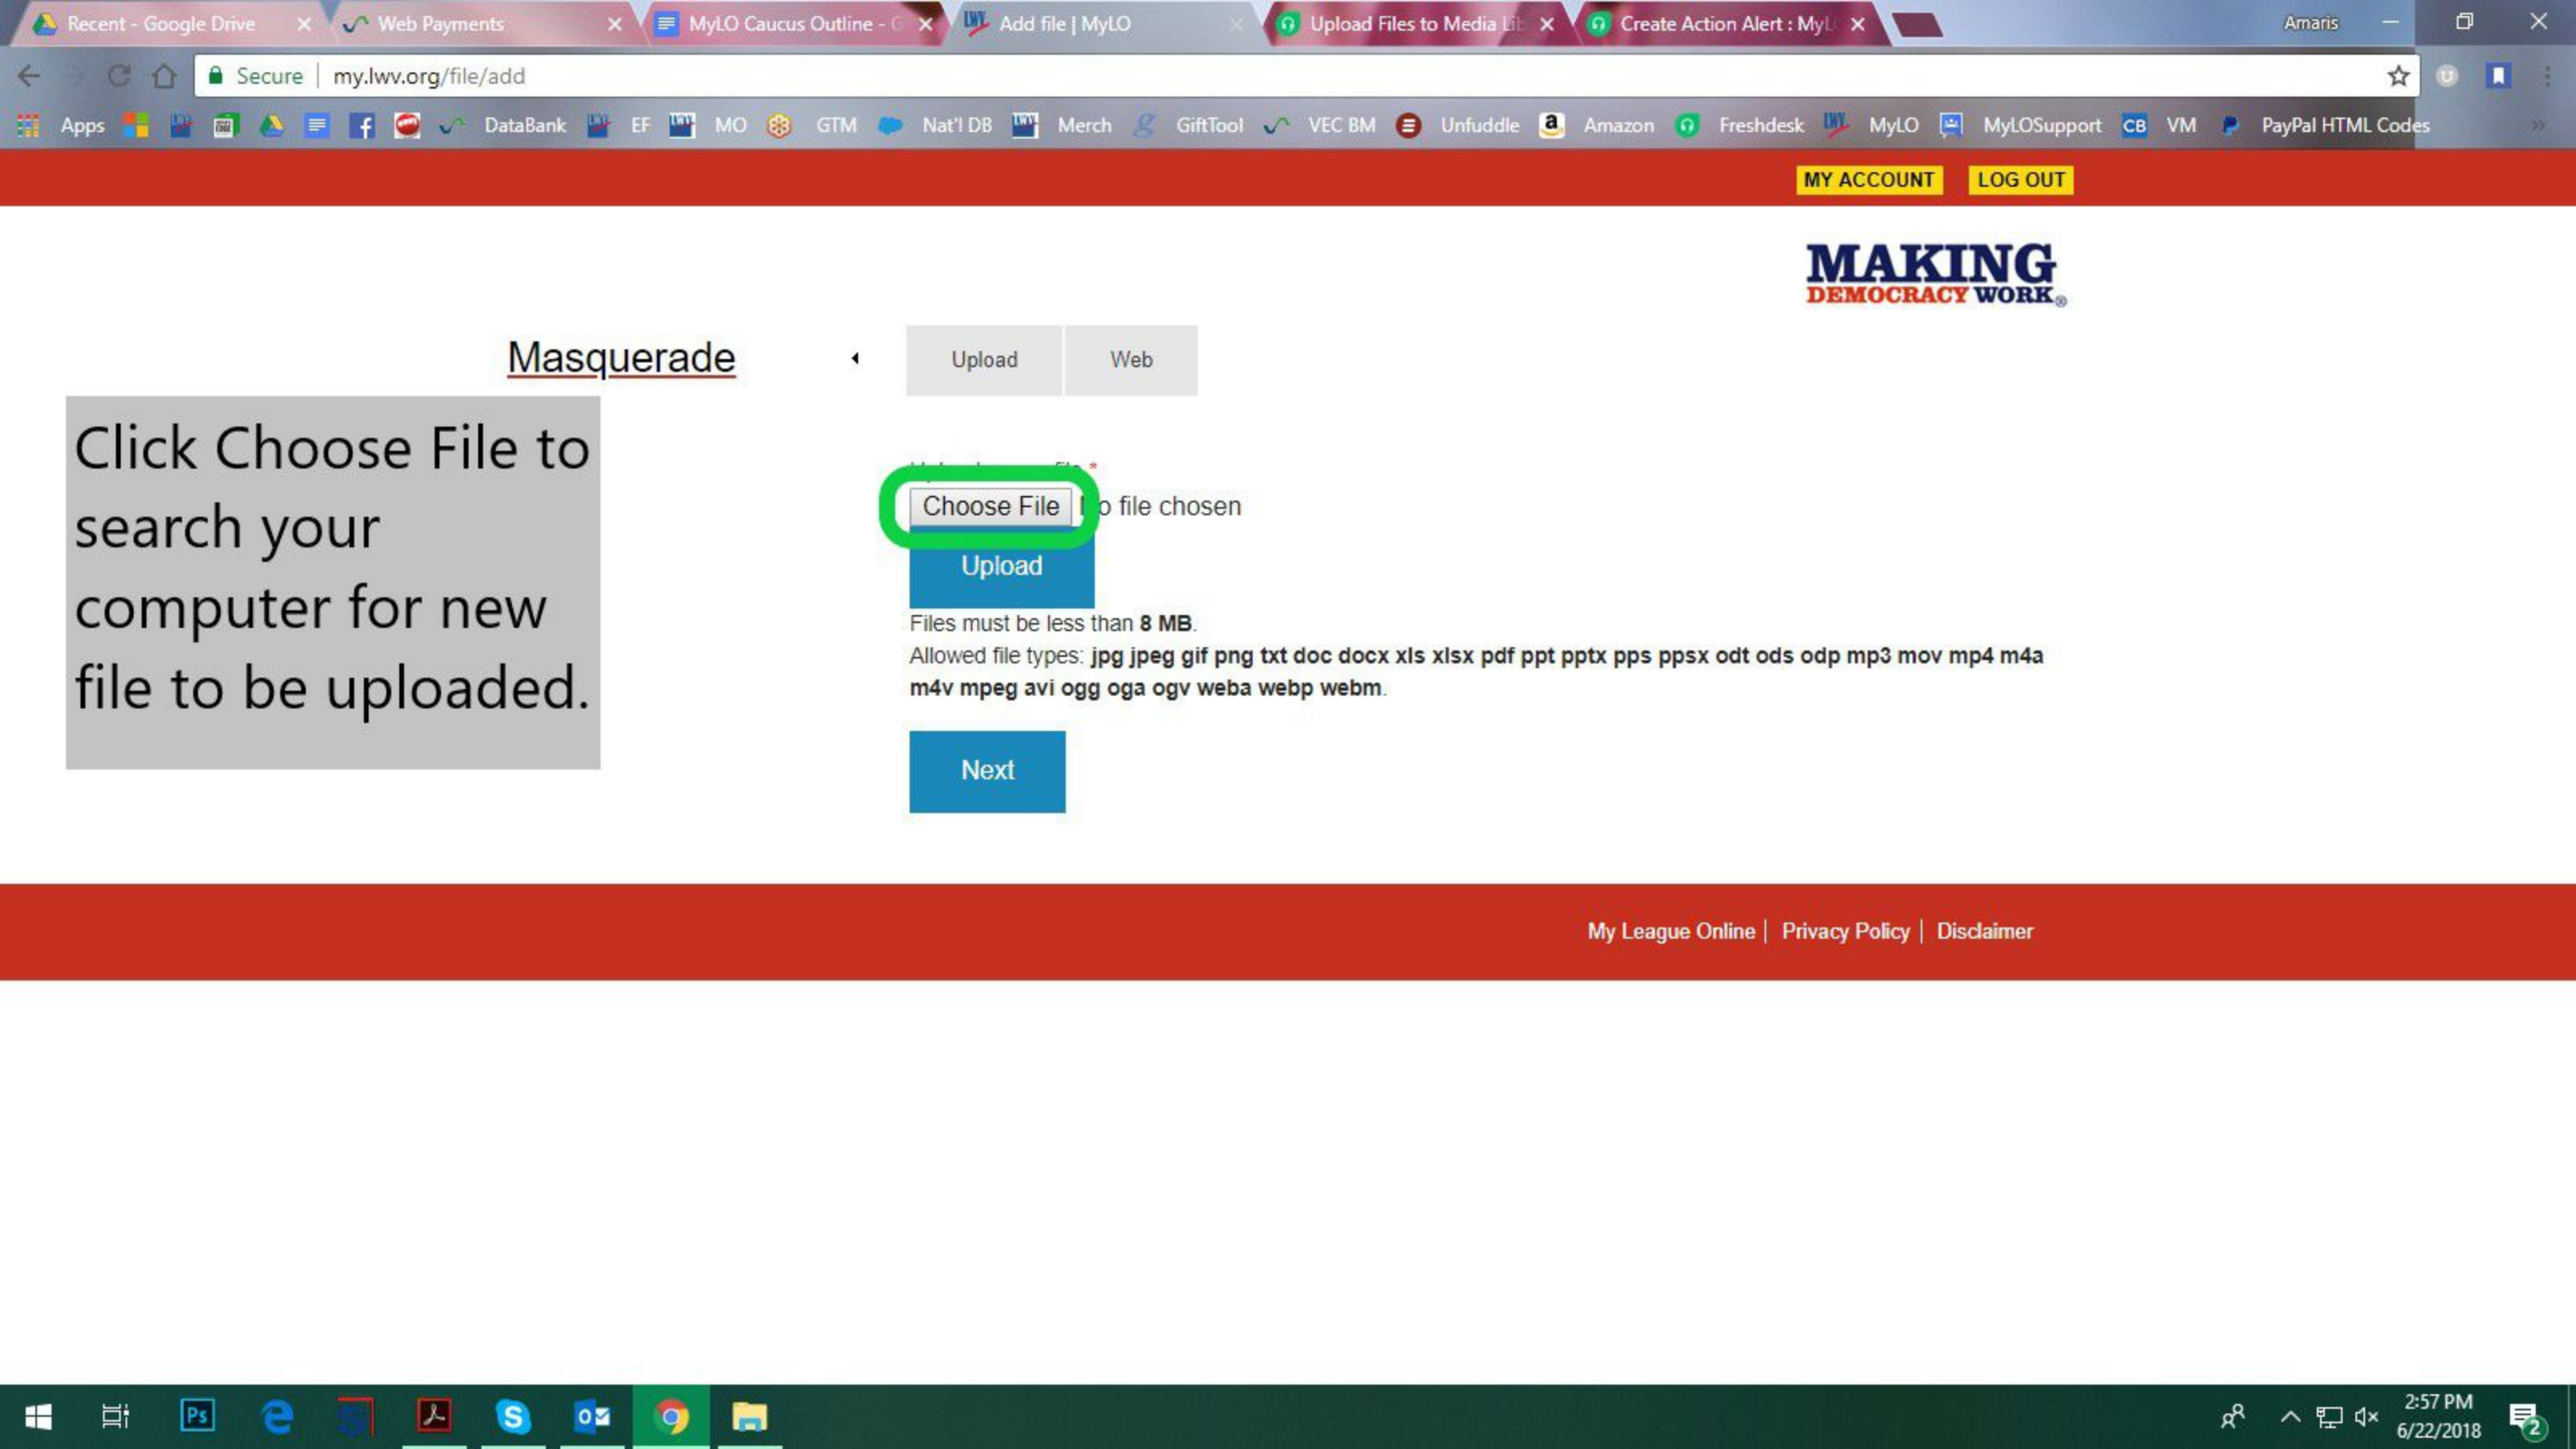 Recent - Google Drive
Web Payments
MyLO Caucus Outline - G
Add file | MyLO
Upload Files to Media Lib
Create Action Alert : MyL
Amaris
Secure | my.lwv.org/file/add
Apps DataBank EF MO GTM Nat'l DB Merch GiftTool VEC BM Unfuddle Amazon Freshdesk MyLO MyLOSupport CB VM PayPal HTML Codes
MY ACCOUNT LOG OUT
MAKING
DEMOCRACY WORK®
Masquerade
Upload Web
Click Choose File to
search your
computer for new
file to be uploaded.
*
Choose File o file chosen
Upload
Files must be less than 8 MB.
Allowed file types: jpg jpeg gif png txt doc docx xls xlsx pdf ppt pptx pps ppsx odt ods odp mp3 mov mp4 m4a
m4v mpeg avi ogg oga ogv weba webp webm.
Next
My League Online | Privacy Policy | Disclaimer
2:57 PM
6/22/2018
2